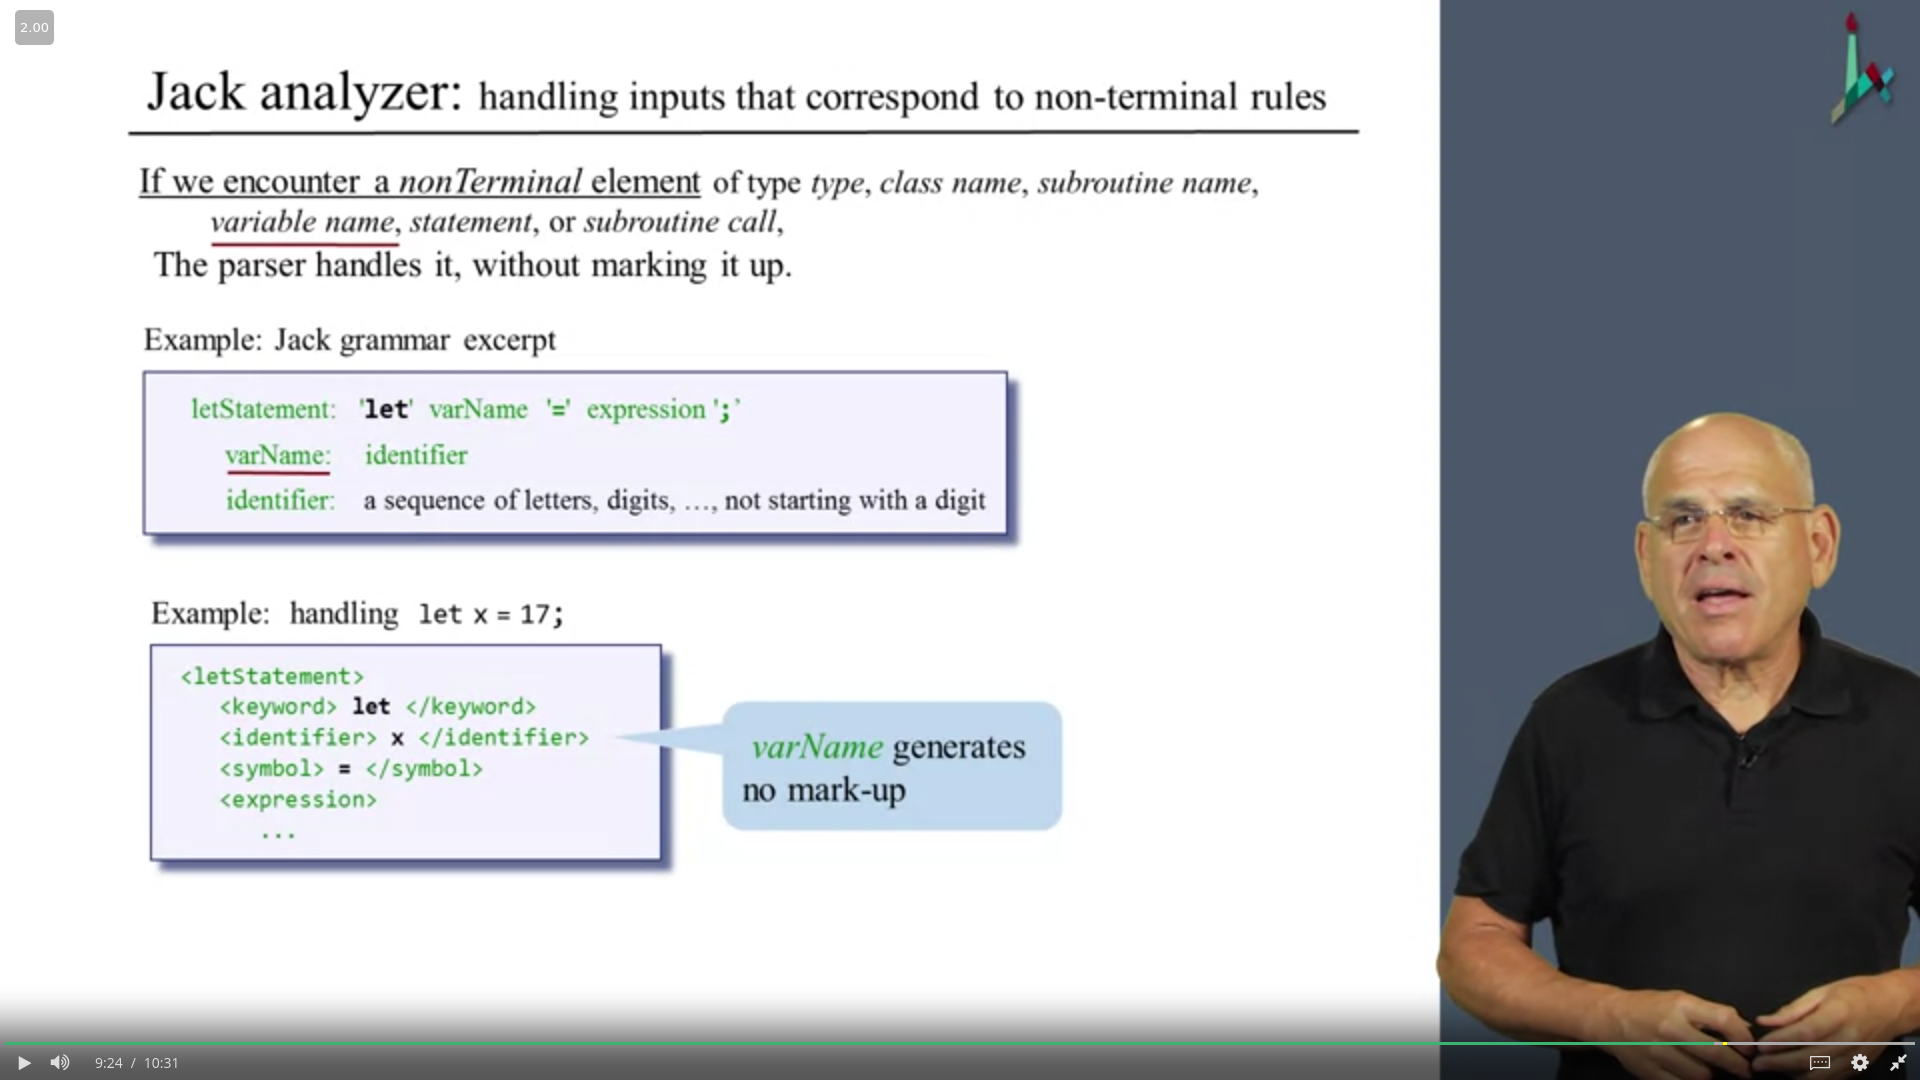 2.00
Jack analyzer: handling inputs that correspond to non-terminal rules
If we encounter a nonTerminal element of type type, class name, subroutine name,
variable name, statement, or subroutine call,
The parser handles it, without marking it up.
Example: Jack grammar excerpt
letStatement: 'let' varName '=' expression ';’
varName: identifier
identifier: a sequence of letters, digits, …, not starting with a digit
Example: handling let x = 17;
<letStatement>
<keyword> let </keyword>
<identifier> x </identifier>
<symbol> = </symbol>
<expression>
...
varName generates
no mark-up
9:24 / 10:31